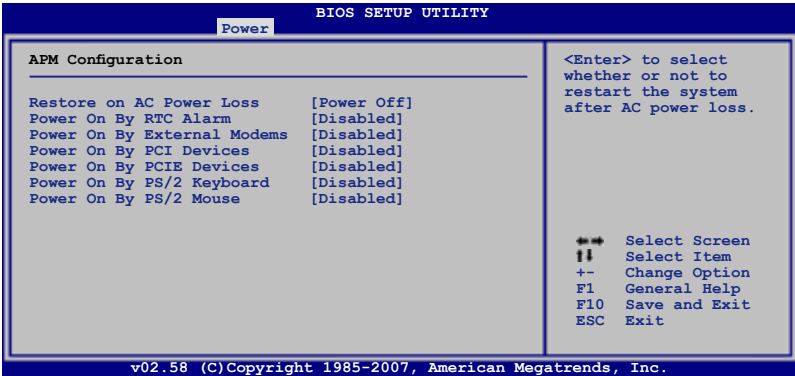 BIOS SETUP UTILITY
Power
APM Configuration
Restore on AC Power Loss [Power Off]
Power On By RTC Alarm [Disabled]
Power On By External Modems [Disabled]
Power On By PCI Devices [Disabled]
Power On By PCIE Devices [Disabled]
Power On By PS/2 Keyboard [Disabled]
Power On By PS/2 Mouse [Disabled]
<Enter> to select
whether or not to
restart the system
after AC power loss.
Select Screen
Select Item
+- Change Option
F1 General Help
F10 Save and Exit
ESC Exit
v02.58 (C)Copyright 1985-2007, American Megatrends, Inc.